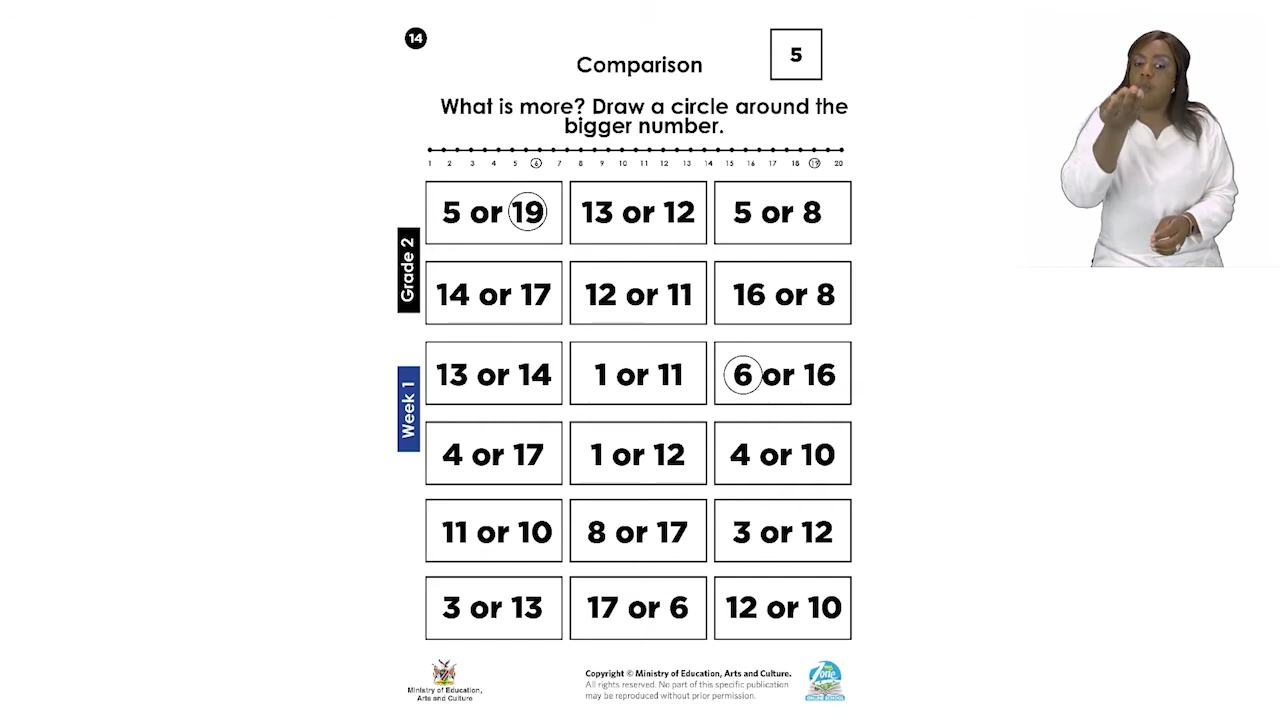 14
Comparison
5
What is more? Draw a circle around the
bigger number.
1 2 3 4 5 6 7 8 9 10 11 12 13 14 15 16 17 18 19 20
5 or 19
13 or 12
5 or 8
Grade 2
14 or 17
12 or 11
16 or 8
13 or 14
1 or 11
6 or 16
Week 1
4 or 17
1 or 12
4 or 10
11 or 10
8 or 17
3 or 12
3 or 13
17 or 6
12 or 10
Ministry of Education,
Arts and Culture
Copyright © Ministry of Education, Arts and Culture.
All rights reserved. No part of this specific publication
may be reproduced without prior permission.
ONLINE SCHOOL